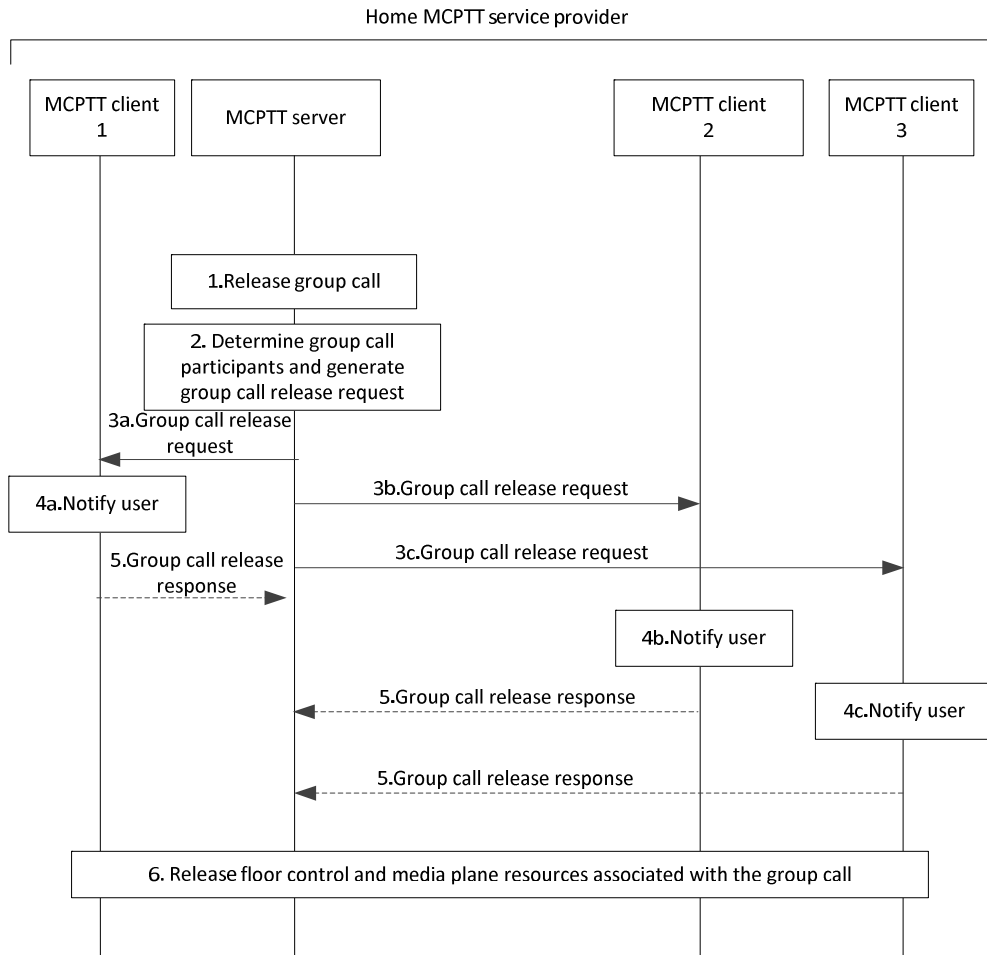 Home MCPTT service provider
MCPTT client
1
MCPTT server
MCPTT client
2
MCPTT client
3
1.Release group call
2. Determine group call
participants and generate
group call release request
3a.Group call release
request
4a.Notify user
3b.Group call release request
5.Group call release
response
3c.Group call release request
4b.Notify user
5.Group call release response
4c.Notify user
5.Group call release response
6. Release floor control and media plane resources associated with the group call